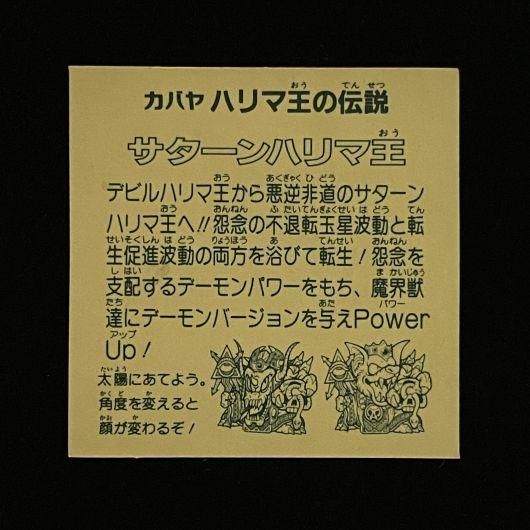 カバヤ ハリマ王の伝説
サターンハリマ王
デビルハリマ王から悪逆非道のサターン
ハリマ王へ!!怨念の不退転玉星波動と転
生促進波動の両方を浴びて転生!怨念を
支配するデーモンパワーをもち、魔界獣
達にデーモンバージョンを与えPower
Up!
太陽にあてよう。
角度を変えると
顔が変わるぞ!